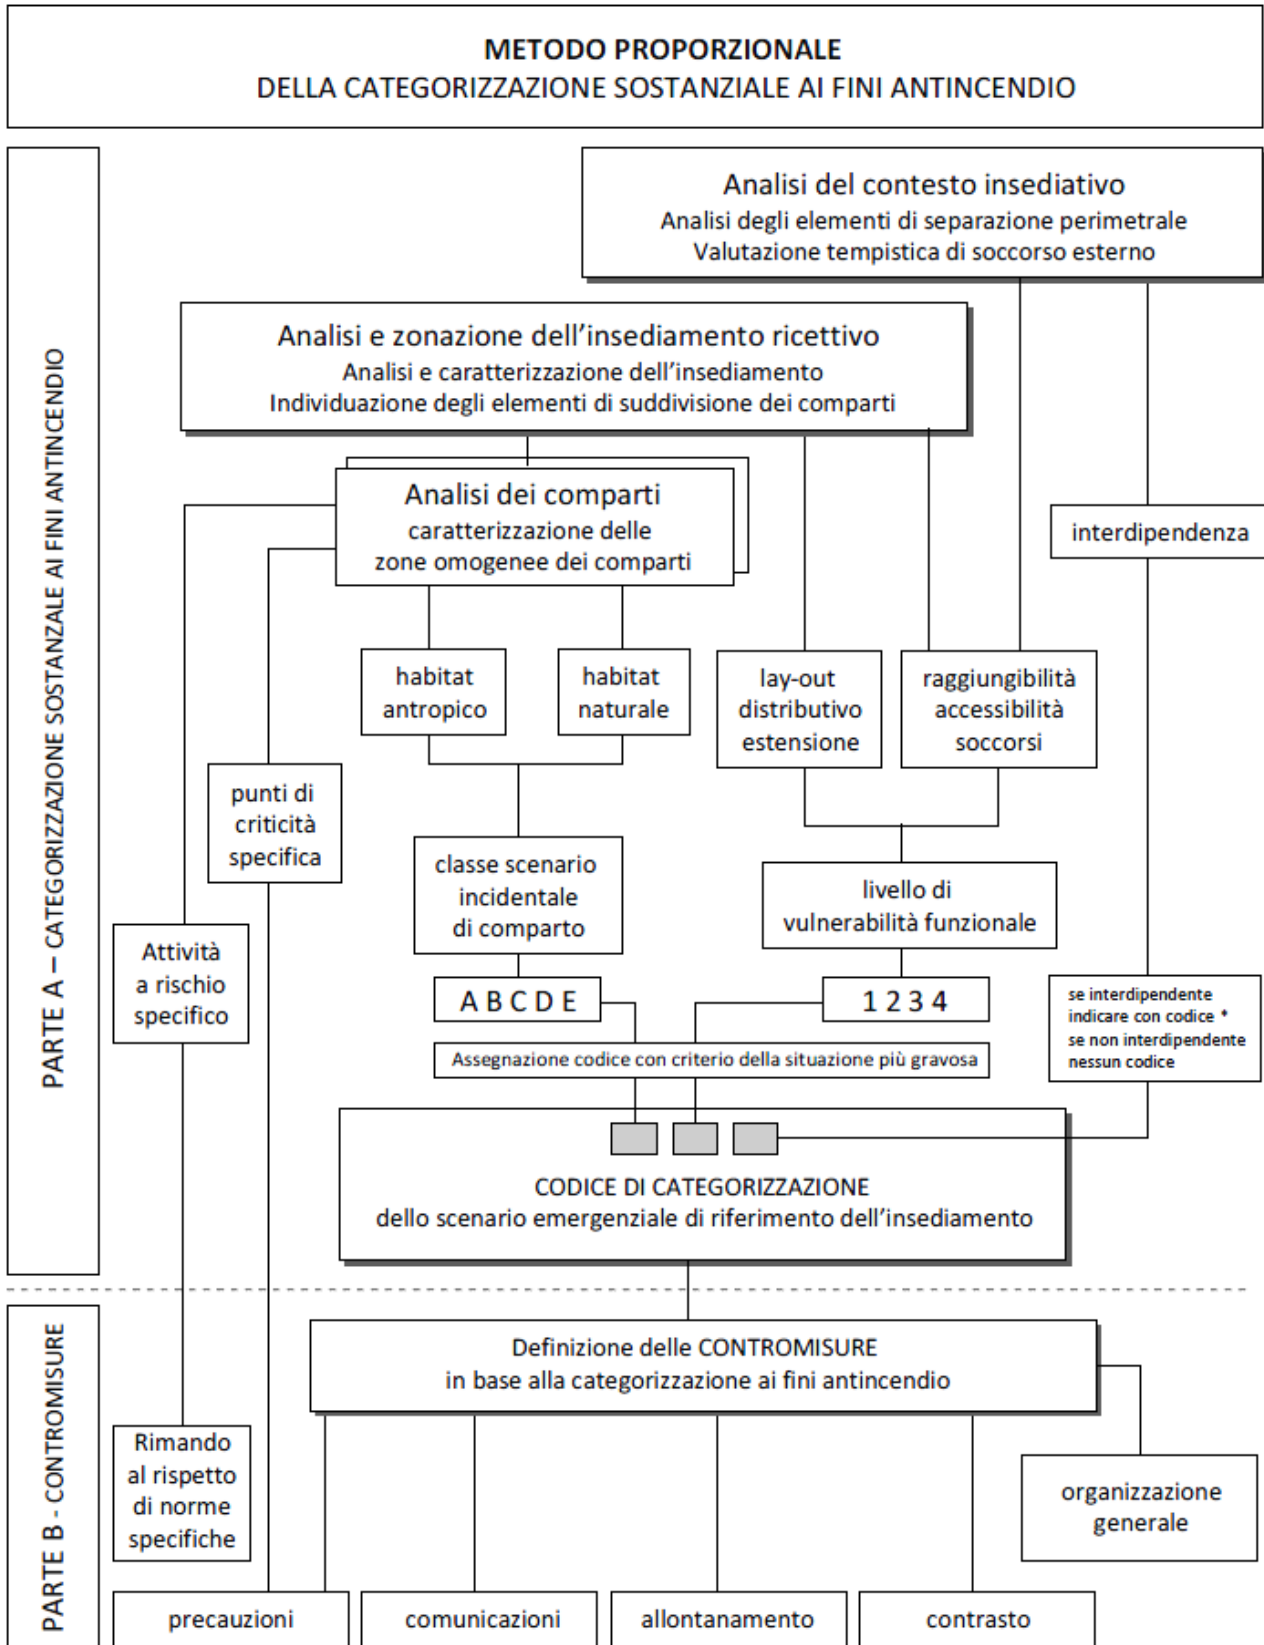 METODO PROPORZIONALE
DELLA CATEGORIZZAZIONE SOSTANZIALE AI FINI ANTINCENDIO
PARTE A – CATEGORIZZAZIONE SOSTANZALE AI FINI ANTINCENDIO
Analisi del contesto insediativo
Analisi degli elementi di separazione perimetrale
Valutazione tempistica di soccorso esterno
Analisi e zonazione dell'insediamento ricettivo
Analisi e caratterizzazione dell'insediamento
Individuazione degli elementi di suddivisione dei comparti
Analisi dei comparti
caratterizzazione delle
zone omogenee dei comparti
interdipendenza
habitat
antropico
habitat
naturale
lay-out
distributivo
estensione
raggiungibilità
accessibilità
soccorsi
punti di
criticità
specifica
classe scenario
incidentale
di comparto
livello di
vulnerabilità funzionale
Attività
a rischio
specifico
A B C D E
1 2 3 4
se interdipendente
indicare con codice *
se non interdipendente
nessun codice
Assegnazione codice con criterio della situazione più gravosa
CODICE DI CATEGORIZZAZIONE
dello scenario emergenziale di riferimento dell'insediamento
PARTE B - CONTROMISURE
Definizione delle CONTROMISURE
in base alla categorizzazione ai fini antincendio
Rimando
al rispetto
di norme
specifiche
organizzazione
generale
precauzioni
comunicazioni
allontanamento
contrasto